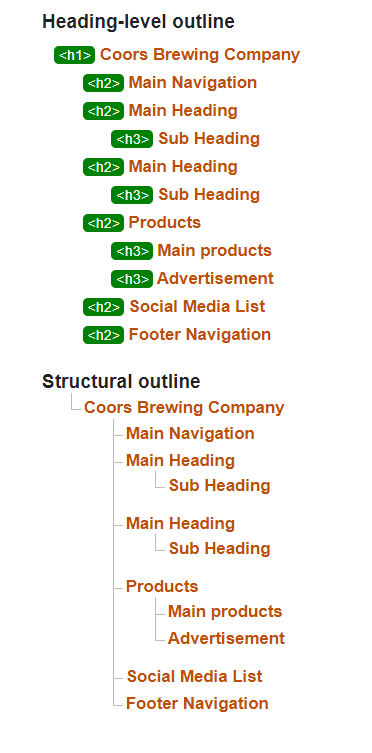 Heading-level outline
<h1> Coors Brewing Company
<h2> Main Navigation
<h2> Main Heading
<h3> Sub Heading
<h2> Main Heading
<h3> Sub Heading
<h2> Products
<h3> Main products
<h3> Advertisement
<h2> Social Media List
<h2> Footer Navigation
Structural outline
Coors Brewing Company
Main Navigation
Main Heading
Sub Heading
Main Heading
Sub Heading
Products
Main products
Advertisement
Social Media List
Footer Navigation